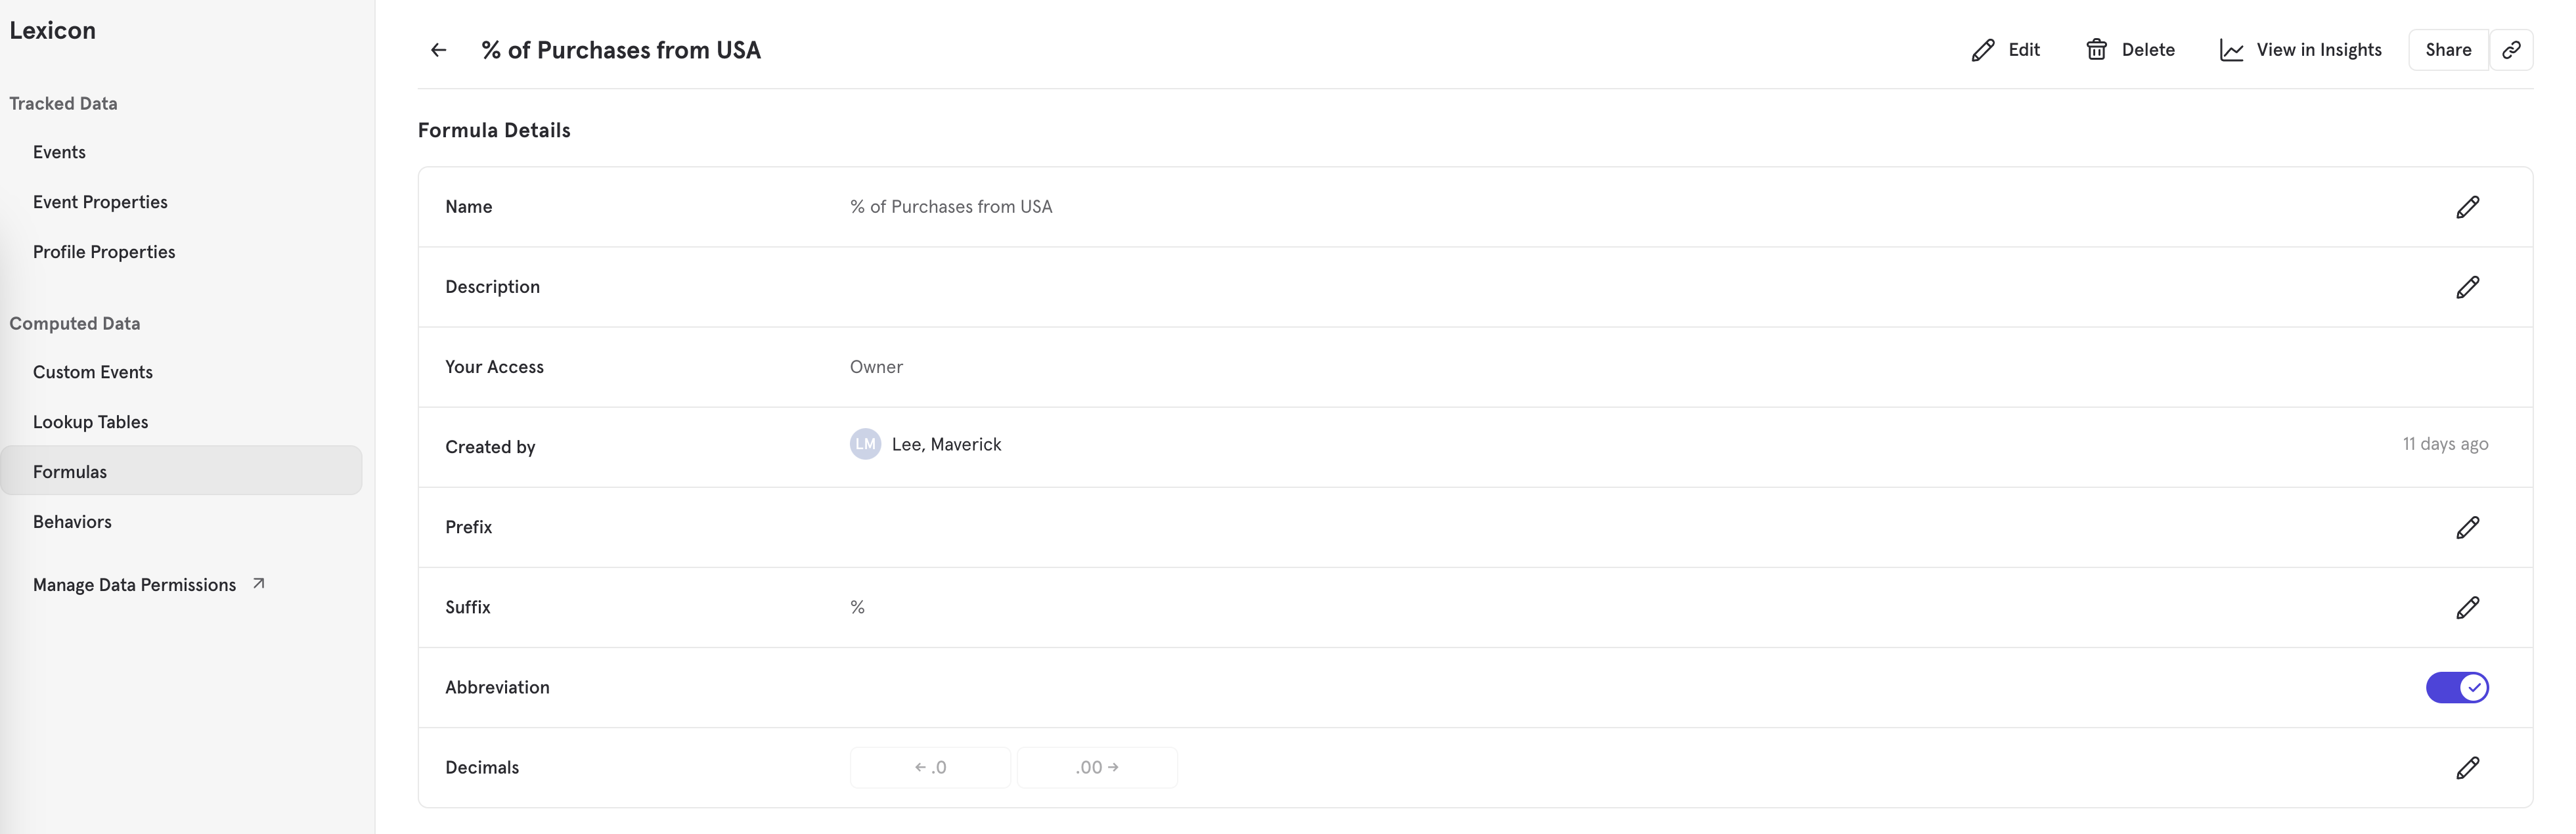 Lexicon
Tracked Data
Events
Event Properties
Profile Properties
Computed Data
Custom Events
Lookup Tables
Formulas
Behaviors
Manage Data Permissions
% of Purchases from USA
Edit
Delete
View in Insights
Share
Formula Details
Name % of Purchases from USA
Description
Your Access Owner
Created by LM Lee, Maverick 11 days ago
Prefix
Suffix %
Abbreviation
Decimals ← .0 .00 →